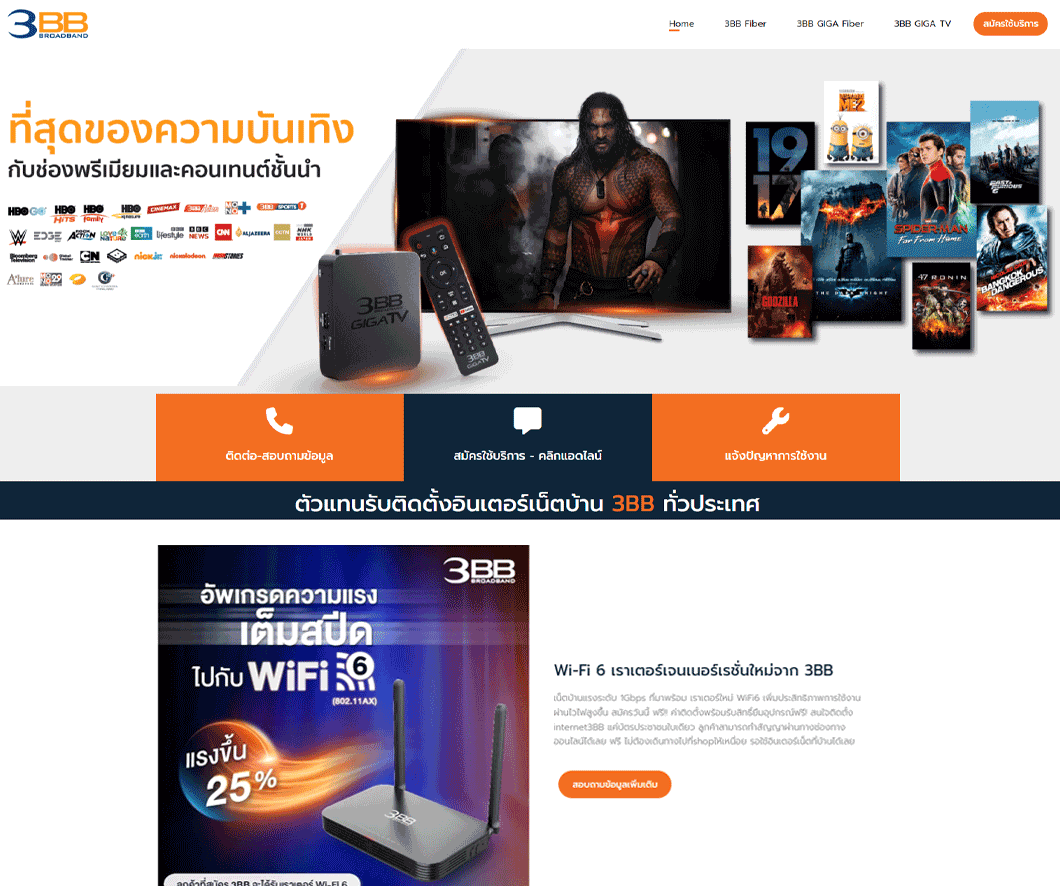 3BB
BROADBAND
Home
3BB Fiber
3BB GIGA Fiber
3BB GIGA TV
สมัครใช้บริการ
ที่สุดของความบันเทิง
กับช่องพรีเมียมและคอนเทนต์ชั้นนำ
HBO GO
HBO HITS
HBO family
HBO
CINEMAX
3BB SPORTS 1
W
EDGE
ACTION
LOVE NATURE
BBC earth
BBC lifestyle
BBC NEWS
CNN
ALJAZEERA
CGTN
NHK WORLD JAPAN
Bloomberg Television
CN
nick jr.
nickelodeon
3BB
GIGATV
OK
3BB
GIGATV
19
17
ME2
THE DARK KNIGHT
SPIDER-MAN
Far From Home
FAST & FURIOUS 6
GODZILLA
47 RONIN
BANGKOK DANGEROUS
ติดต่อ-สอบถามข้อมูล
สมัครใช้บริการ - คลิกแอดไลน์
แจ้งปัญหาการใช้งาน
ตัวแทนรับติดตั้งอินเตอร์เน็ตบ้าน 3BB ทั่วประเทศ
3BB
BROADBAND
อัพเกรดความแรง
เต็มสปีด
ไปกับ WiFi 6
(802.11AX)
แรงขึ้น
25%
3BB
ลูกค้าที่สมัคร 3BB จะได้รับเราเตอร์ Wi-Fi 6
Wi-Fi 6 เราเตอร์เจนเนอร์เรชั่นใหม่จาก 3BB
เน็ตบ้านแรงระดับ 1Gbps ที่มาพร้อม เราเตอร์ใหม่ WiFi6 เพิ่มประสิทธิภาพการใช้งาน
ผ่านไวไฟสูงขึ้น สมัครวันนี้ ฟรี! ค่าติดตั้งพร้อมรับสิทธิ์ยืมอุปกรณ์ฟรี! สนใจติดตั้ง
internet3BB แค่บัตรประชาชนใบเดียว ลูกค้าสามารถทำสัญญาผ่านทางช่องทาง
ออนไลน์ได้เลย ฟรี ไม่ต้องเดินทางไปที่shopให้เหนื่อย รอใช้อินเตอร์เน็ตที่บ้านได้เลย
สอบถามข้อมูลเพิ่มเติม